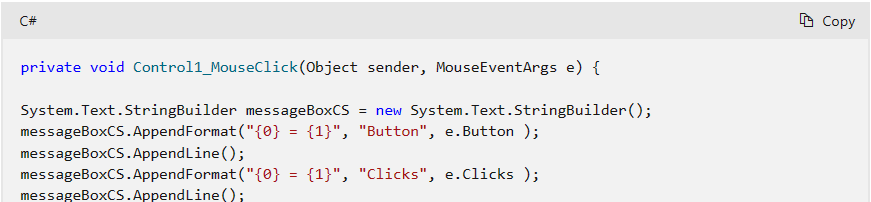 C#
Copy
private void Control1_MouseClick(Object sender, MouseEventArgs e) {
System.Text.StringBuilder messageBoxCS = new System.Text.StringBuilder();
messageBoxCS.AppendFormat("{0} = {1}", "Button", e.Button );
messageBoxCS.AppendLine();
messageBoxCS.AppendFormat("{0} = {1}", "Clicks", e.Clicks );
messageBoxCS.AppendLine();